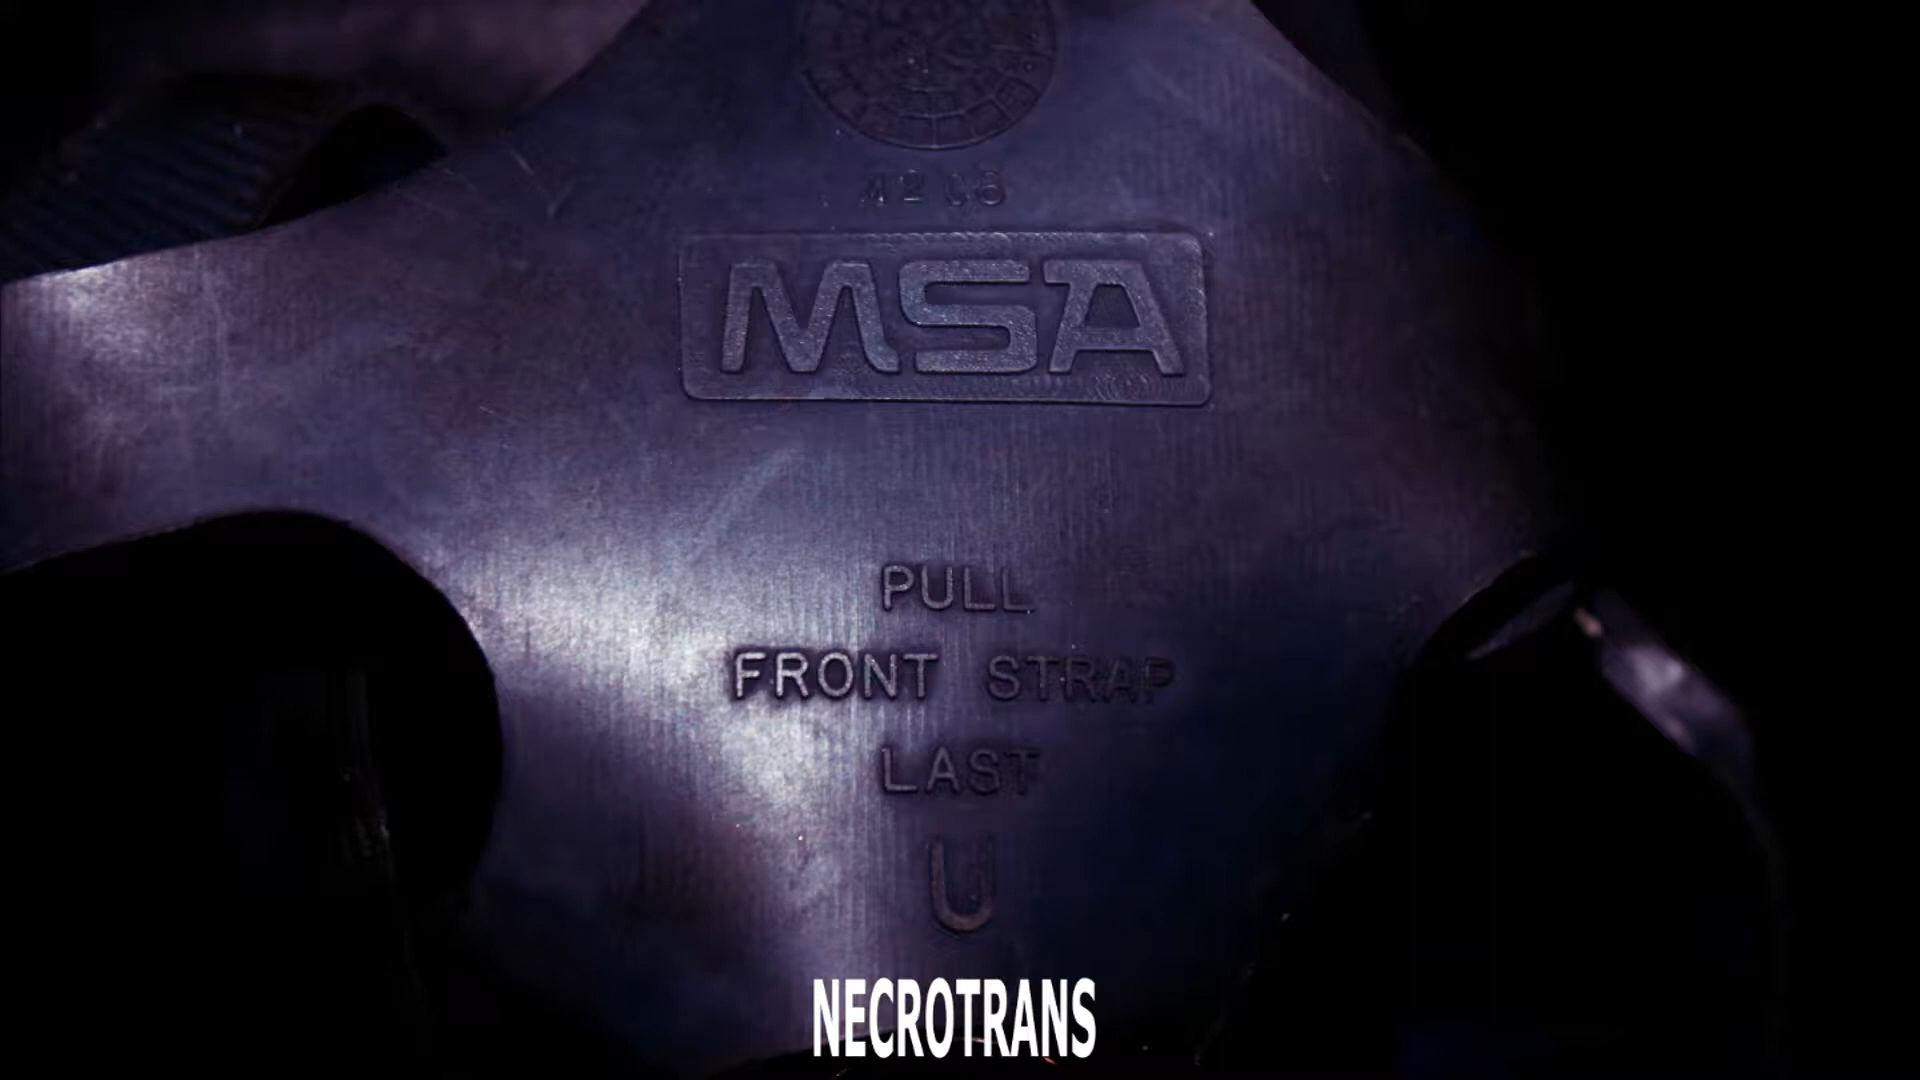 MSA
PULL
FRONT STRAP
LAST
U
NECROTRANS